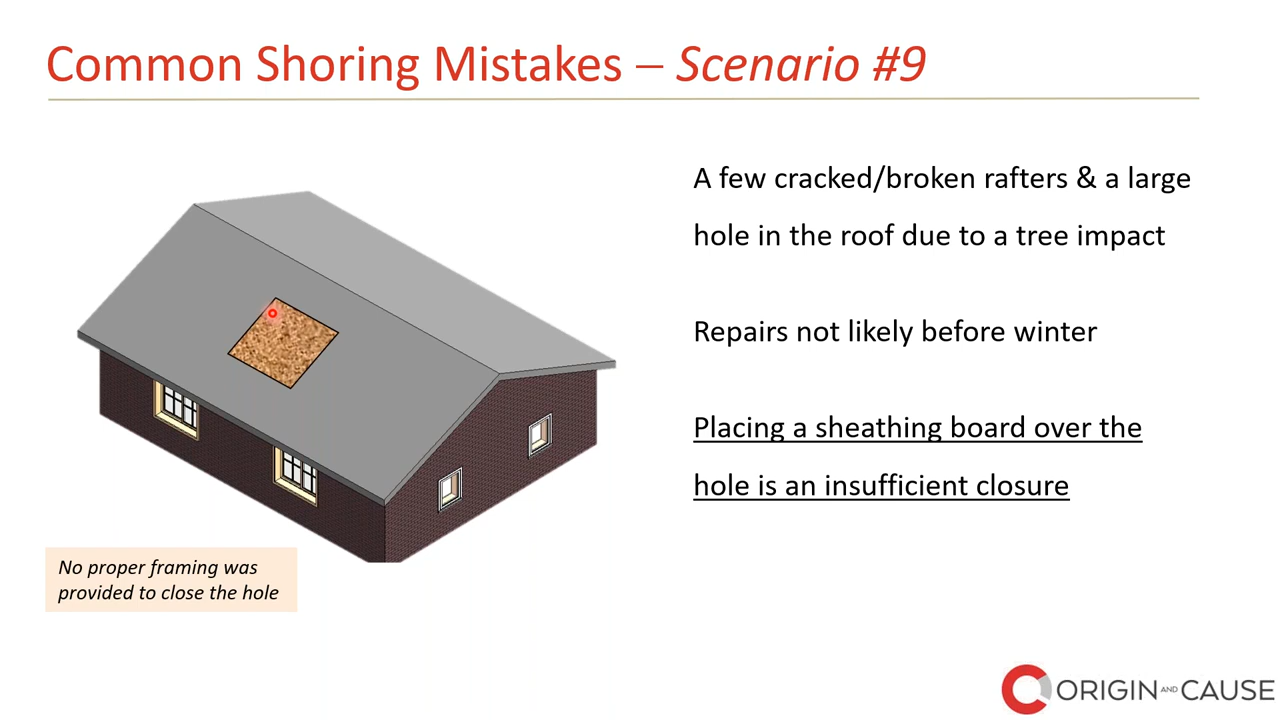 Common Shoring Mistakes – Scenario #9
A few cracked/broken rafters & a large
hole in the roof due to a tree impact
Repairs not likely before winter
Placing a sheathing board over the
hole is an insufficient closure
No proper framing was
provided to close the hole
ORIGIN AND CAUSE